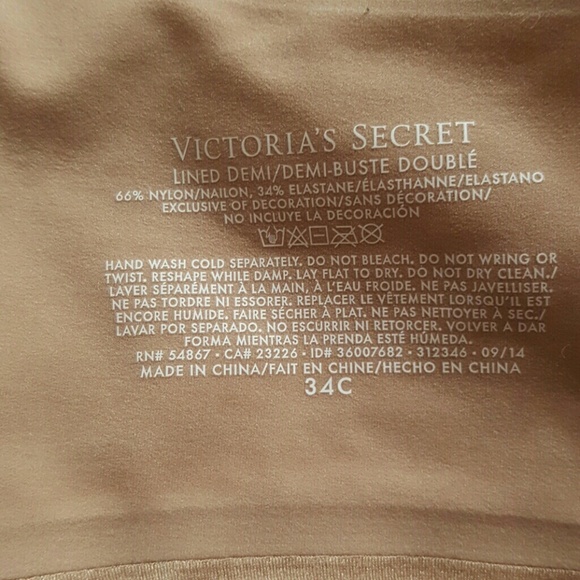 VICTORIA'S SECRET
LINED DEMI/DEMI-BUSTE DOUBLÉ
66% NYLON/NAILON, 34% ELASTANE/ÉLASTHANNE/ELASTANO
EXCLUSIVE OF DECORATION/SANS DÉCORATION/
NO INCLUYE LA DECORACIÓN
HAND WASH COLD SEPARATELY. DO NOT BLEACH. DO NOT WRING OR
TWIST. RESHAPE WHILE DAMP. LAY FLAT TO DRY. DO NOT DRY CLEAN./
LAVER SÉPARÉMENT À LA MAIN, À L'EAU FROIDE. NE PAS JAVELLISER.
NE PAS TORDRE NI ESSORER. REPLACER LE VÊTEMENT LORSQU'IL EST
ENCORE HUMIDE. FAIRE SÉCHER À PLAT. NE PAS NETTOYER À SEC./
LAVAR POR SEPARADO. NO ESCURRIR NI RETORCER. VOLVER A DAR
FORMA MIENTRAS LA PRENDA ESTÉ HÚMEDA.
RN# 54867 • CA# 23226 • ID# 36007682 • 312346 • 09/14
MADE IN CHINA/FAIT EN CHINE/HECHO EN CHINA
34C